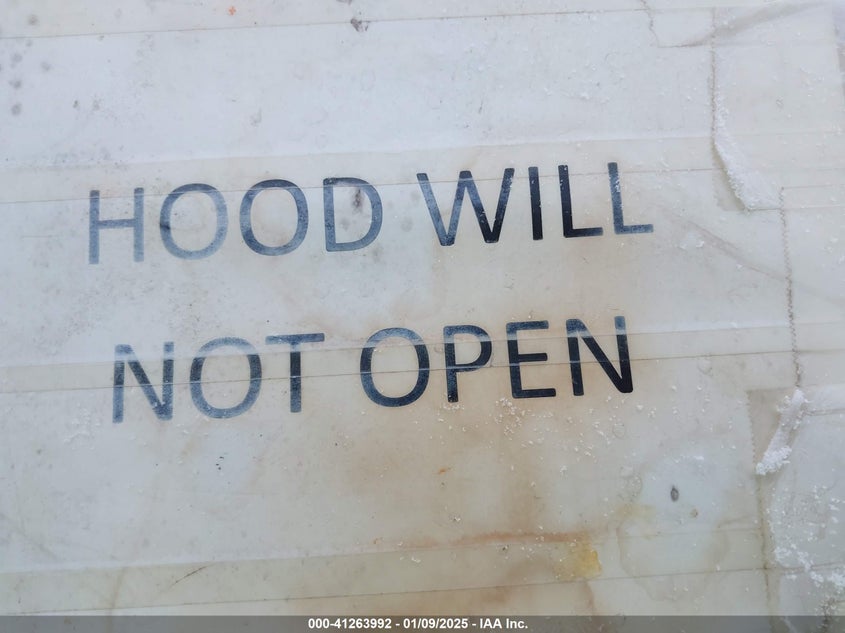 HOOD WILL
NOT OPEN
000-41263992 - 01/09/2025 - IAA Inc.